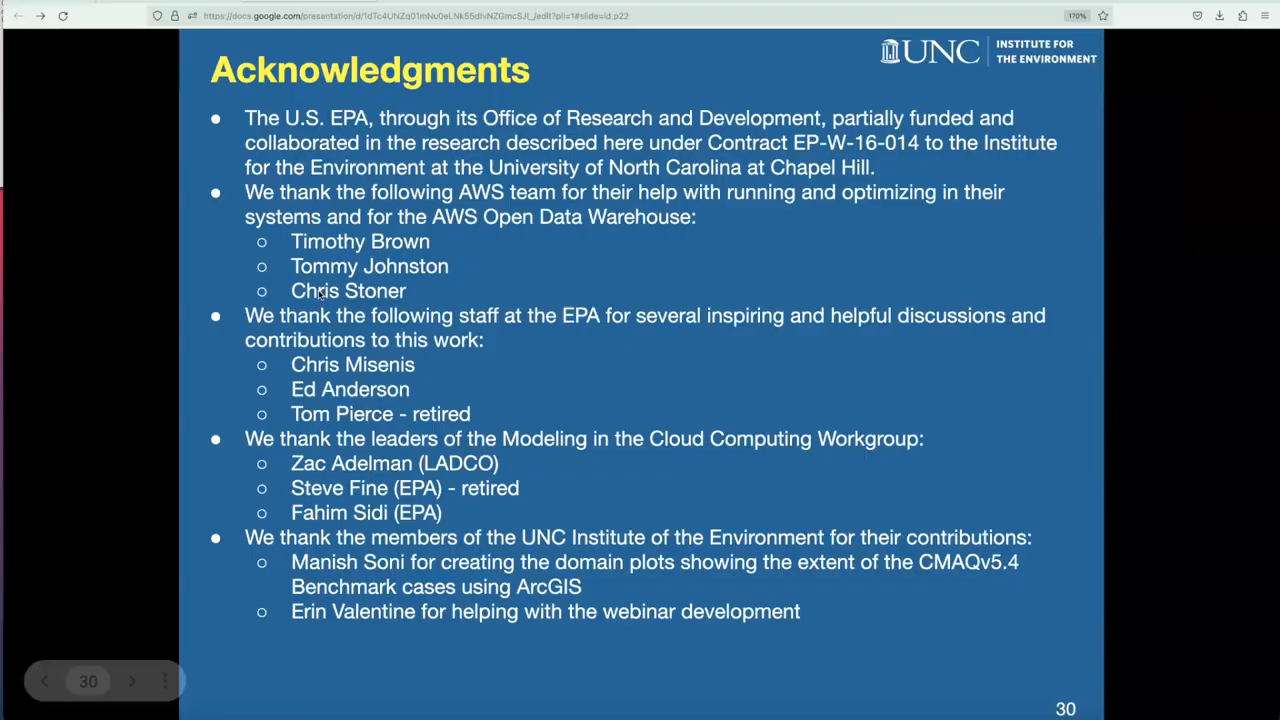 170%
Acknowledgments
UNC
INSTITUTE FOR
THE ENVIRONMENT
● The U.S. EPA, through its Office of Research and Development, partially funded and
collaborated in the research described here under Contract EP-W-16-014 to the Institute
for the Environment at the University of North Carolina at Chapel Hill.
● We thank the following AWS team for their help with running and optimizing in their
systems and for the AWS Open Data Warehouse:
○ Timothy Brown
○ Tommy Johnston
○ Chris Stoner
● We thank the following staff at the EPA for several inspiring and helpful discussions and
contributions to this work:
○ Chris Misenis
○ Ed Anderson
○ Tom Pierce - retired
● We thank the leaders of the Modeling in the Cloud Computing Workgroup:
○ Zac Adelman (LADCO)
○ Steve Fine (EPA) - retired
○ Fahim Sidi (EPA)
● We thank the members of the UNC Institute of the Environment for their contributions:
○ Manish Soni for creating the domain plots showing the extent of the CMAQv5.4
Benchmark cases using ArcGIS
○ Erin Valentine for helping with the webinar development
30
30